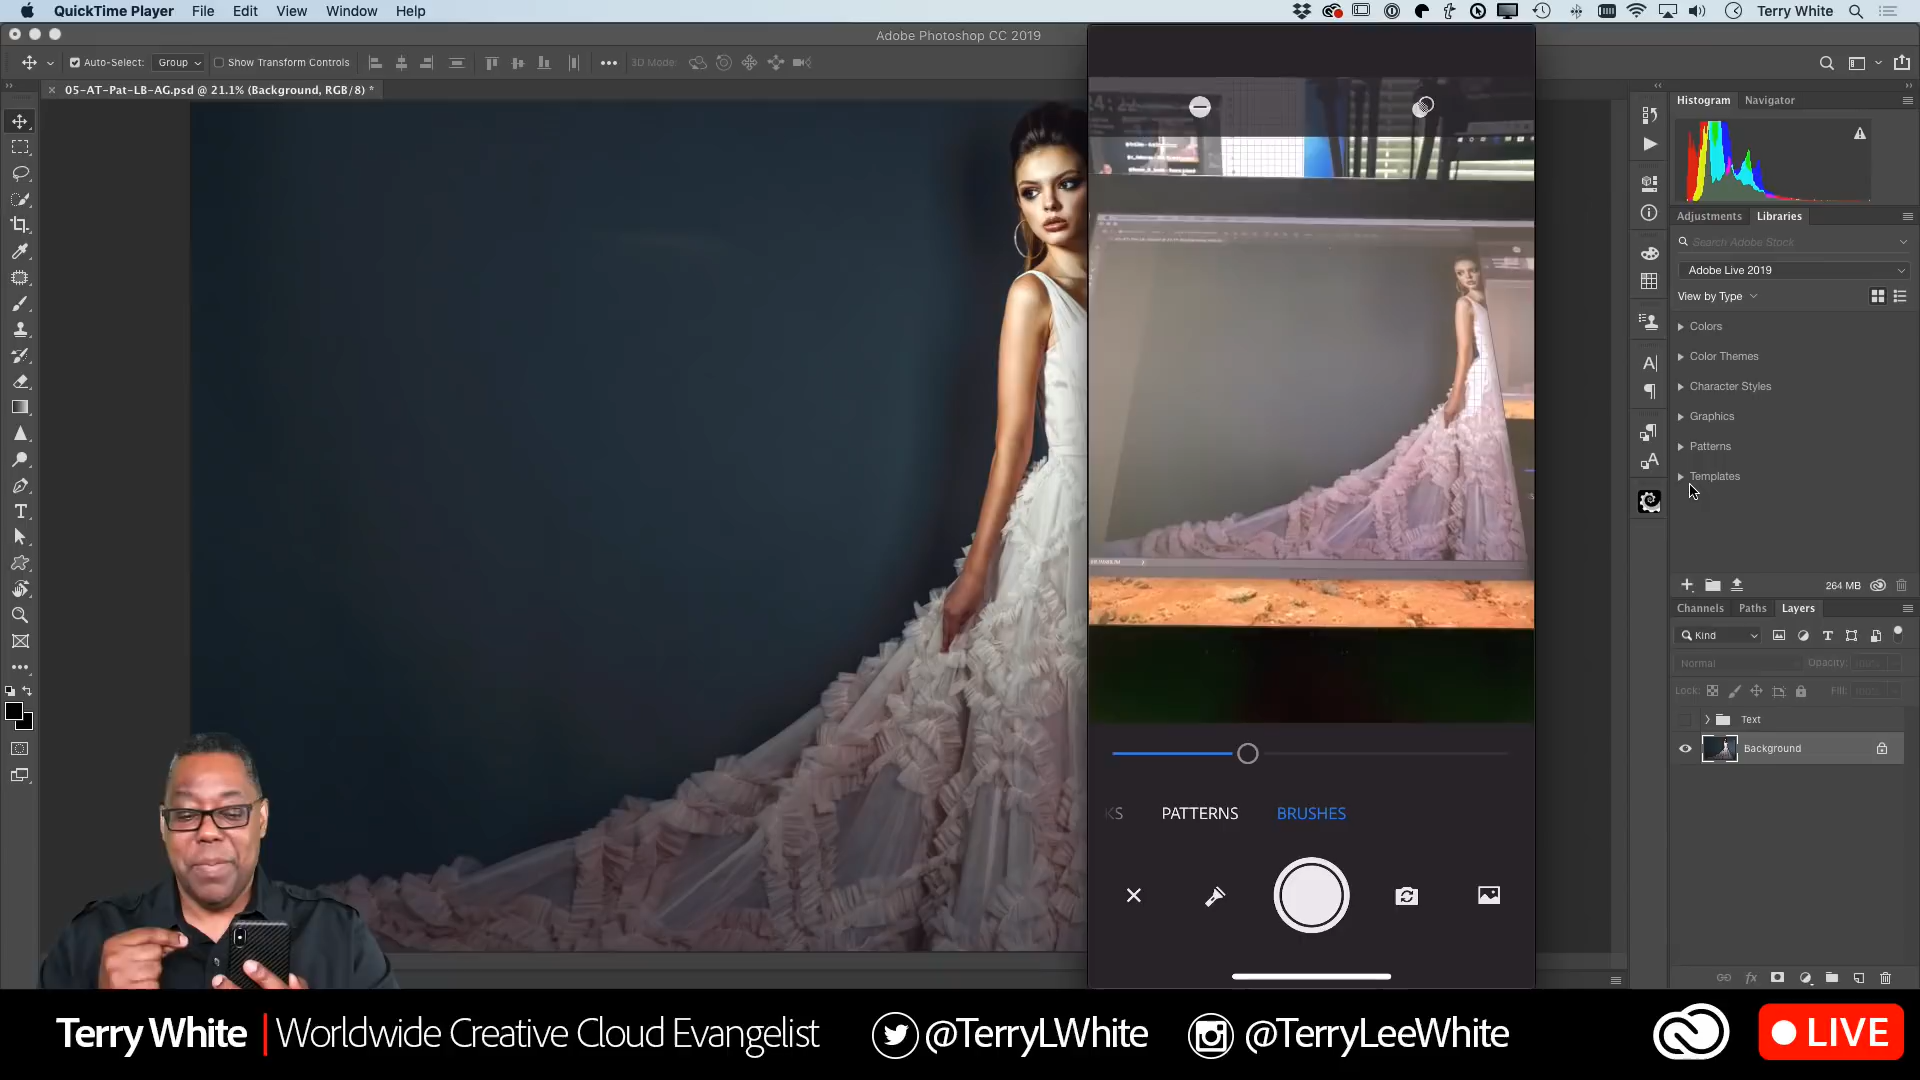 QuickTime Player File Edit View Window Help
Terry White
Adobe Photoshop CC 2019
Auto-Select: Group Show Transform Controls
3D Mode:
05-AT-Pat-LB-AG.psd @ 21.1% (Background, RGB/8) *
Histogram Navigator
Adjustments Libraries
Search Adobe Stock
Adobe Live 2019
View by Type
Colors
Color Themes
Character Styles
Graphics
Patterns
Templates
264 MB
Channels Paths Layers
Kind
Normal Opacity:
Lock: Fill:
Text
Background
KS PATTERNS BRUSHES
Terry White | Worldwide Creative Cloud Evangelist @TerryLWhite @TerryLeeWhite LIVE